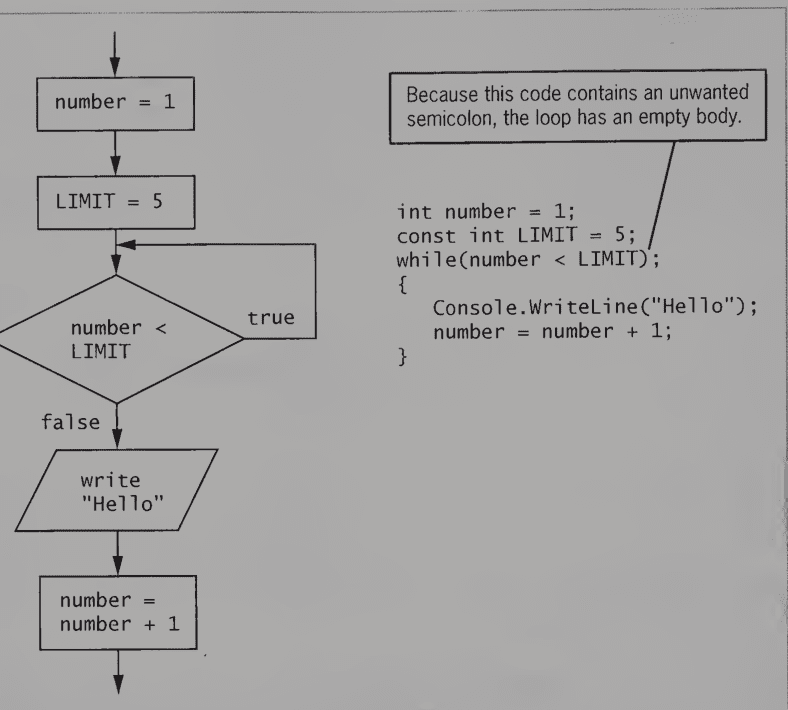 number = 1
LIMIT = 5
number <
LIMIT
true
false
write
"Hello"
number =
number + 1
Because this code contains an unwanted
semicolon, the loop has an empty body.
int number = 1;
const int LIMIT = 5;
while(number < LIMIT);
{
Console.WriteLine("Hello");
number = number + 1;
}